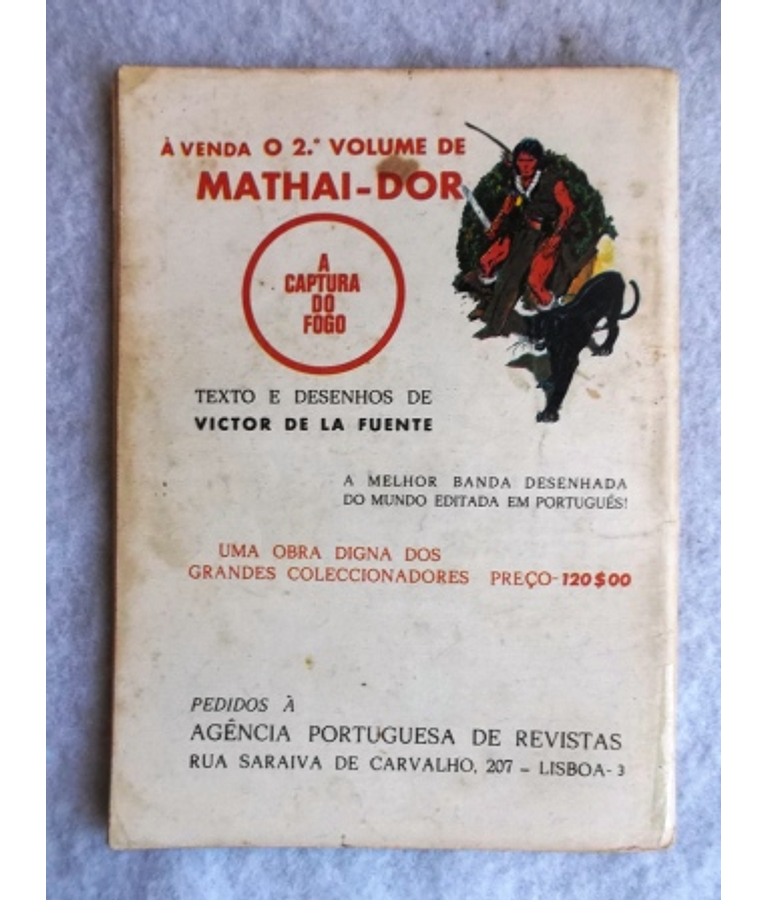 À VENDA O 2.º VOLUME DE
MATHAI-DOR
A
CAPTURA
DO
FOGO
TEXTO E DESENHOS DE
VICTOR DE LA FUENTE
A MELHOR BANDA DESENHADA
DO MUNDO EDITADA EM PORTUGUÊS!
UMA OBRA DIGNA DOS
GRANDES COLECCIONADORES PREÇO-120$00
PEDIDOS À
AGÊNCIA PORTUGUESA DE REVISTAS
RUA SARAIVA DE CARVALHO, 207 – LISBOA-3